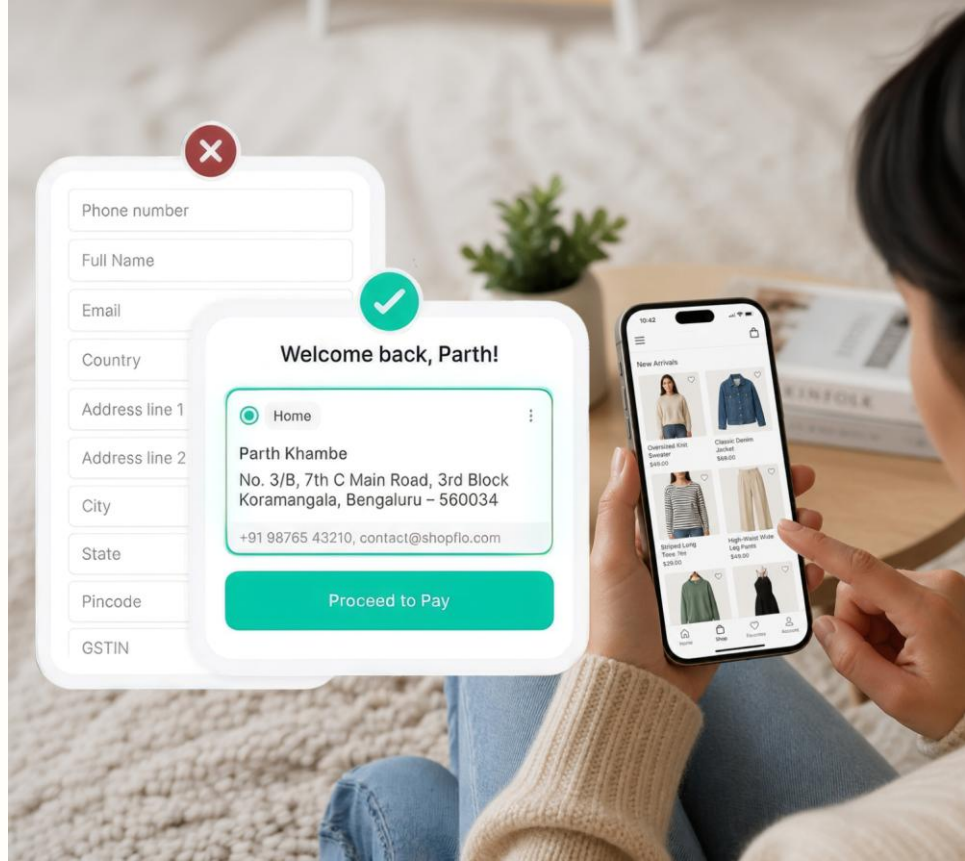 Phone number
Full Name
Email
Country
Address line 1
Address line 2
City
State
Pincode
GSTIN
Welcome back, Parth!
Home
Parth Khambe
No. 3/B, 7th C Main Road, 3rd Block
Koramangala, Bengaluru – 560034
+91 98765 43210, contact@shopflo.com
Proceed to Pay
10:42
New Arrivals
Oversized Knit
Sweater
$49.00
Classic Denim
Jacket
$68.00
Striped Long
$29.00
High-Waist Wide
Leg Pants
$49.00
Home
Shop
Favorites
Account